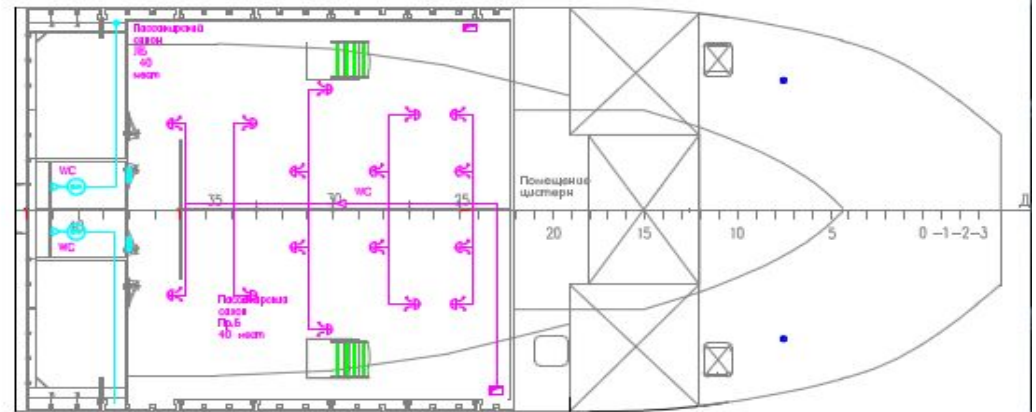 Пассажирский
салон
ЛБ
40
мест
WC
WC
35
30
25
Помещение
цистерн
20
15
10
5
0 -1-2-3
Д
40
WC
Пассажирский
салон
Пр.Б
40 мест